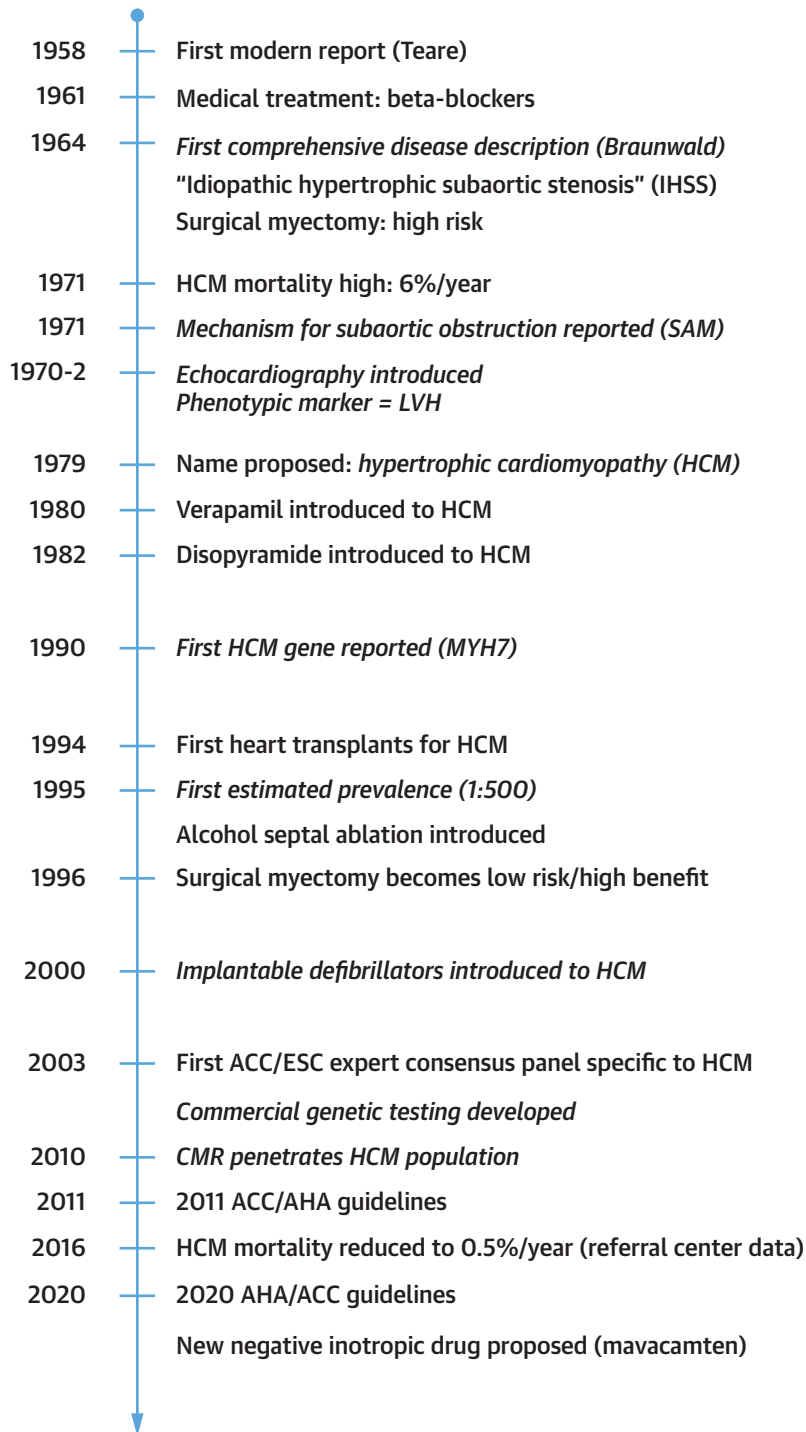 1958 First modern report (Teare)
1961 Medical treatment: beta-blockers
1964 First comprehensive disease description (Braunwald)
“Idiopathic hypertrophic subaortic stenosis” (IHSS)
Surgical myectomy: high risk
1971 HCM mortality high: 6%/year
1971 Mechanism for subaortic obstruction reported (SAM)
1970-2 Echocardiography introduced
Phenotypic marker = LVH
1979 Name proposed: hypertrophic cardiomyopathy (HCM)
1980 Verapamil introduced to HCM
1982 Disopyramide introduced to HCM
1990 First HCM gene reported (MYH7)
1994 First heart transplants for HCM
1995 First estimated prevalence (1:500)
Alcohol septal ablation introduced
1996 Surgical myectomy becomes low risk/high benefit
2000 Implantable defibrillators introduced to HCM
2003 First ACC/ESC expert consensus panel specific to HCM
Commercial genetic testing developed
2010 CMR penetrates HCM population
2011 2011 ACC/AHA guidelines
2016 HCM mortality reduced to 0.5%/year (referral center data)
2020 2020 AHA/ACC guidelines
New negative inotropic drug proposed (mavacamten)